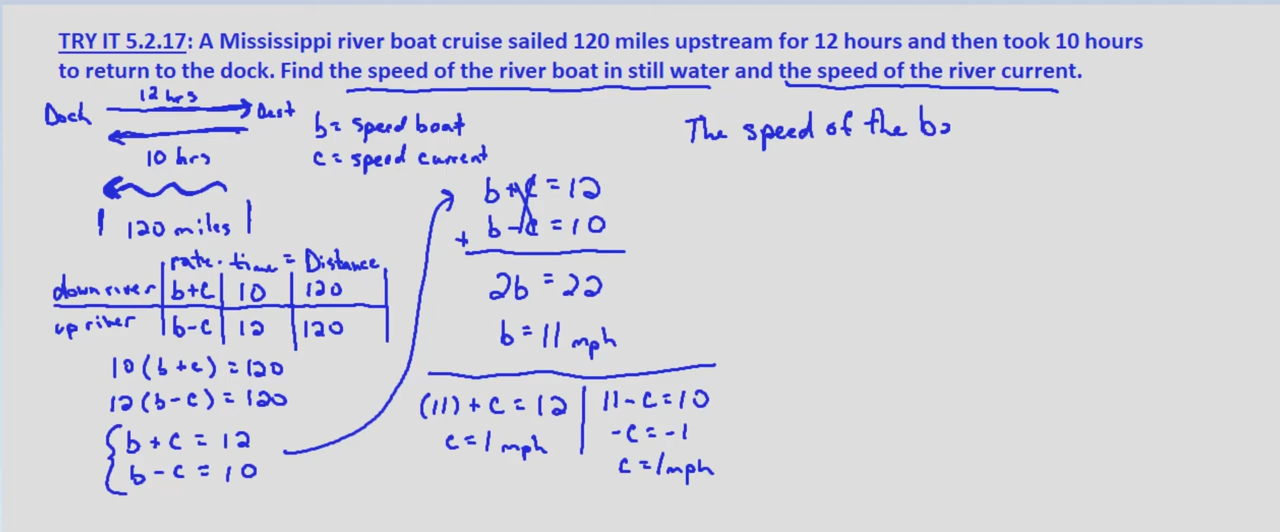 TRY IT 5.2.17: A Mississippi river boat cruise sailed 120 miles upstream for 12 hours and then took 10 hours
to return to the dock. Find the speed of the river boat in still water and the speed of the river current.
12 hrs
Dock Dest
10 hrs
120 miles
b = speed boat
c = speed current
rate · time = Distance
down river b+c 10 120
up river b-c 12 120
10(b+c) = 120
12(b-c) = 120
b + c = 12
b - c = 10
b + c = 12
+ b - c = 10
2b = 22
b = 11 mph
(11) + c = 12
c = 1 mph
11 - c = 10
-c = -1
c = 1mph
The speed of the bo